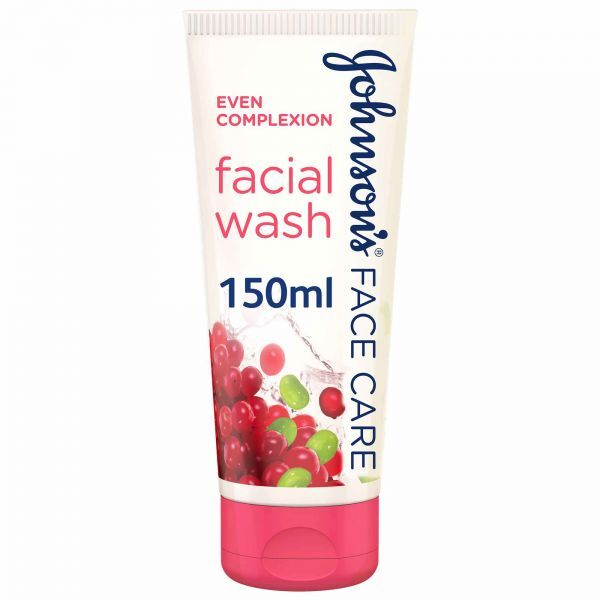 EVEN
COMPLEXION
facial
wash
150ml
Johnson's® FACE CARE